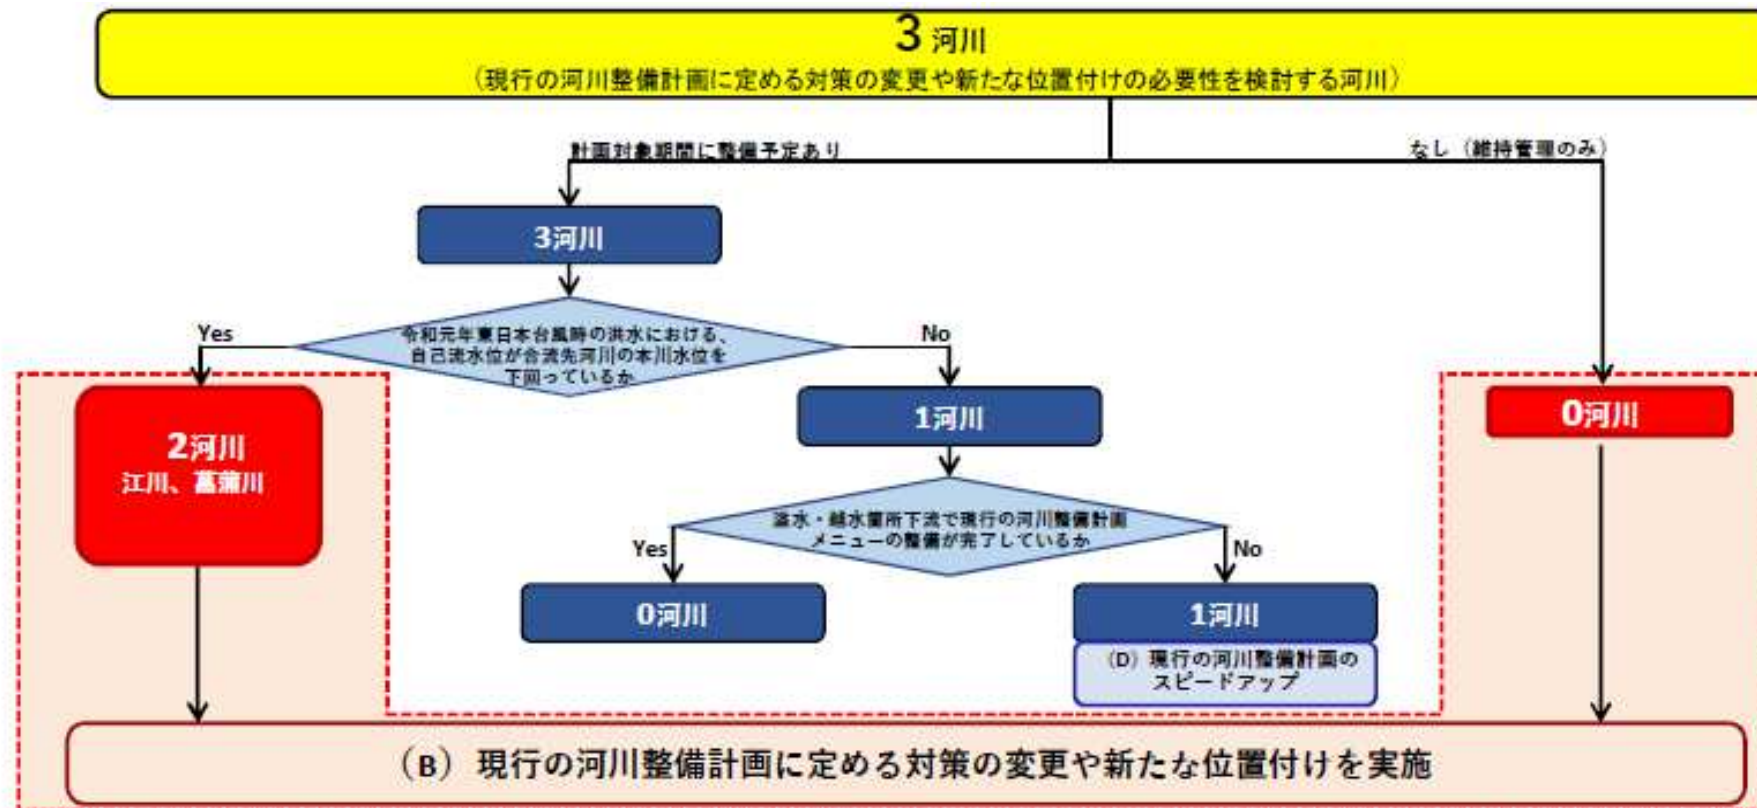 3 河川
（現行の河川整備計画に定める対策の変更や新たな位置付けの必要性を検討する河川）
計画対象期間に整備予定あり
なし（維持管理のみ）
3河川
Yes
令和元年東日本台風時の洪水における、
自己流水位が合流先河川の本川水位を
下回っているか
No
2河川
江川、菖蒲川
1河川
0河川
溢水・越水箇所下流で現行の河川整備計画
メニューの整備が完了しているか
Yes
No
0河川
1河川
（D）現行の河川整備計画の
スピードアップ
（B）現行の河川整備計画に定める対策の変更や新たな位置付けを実施